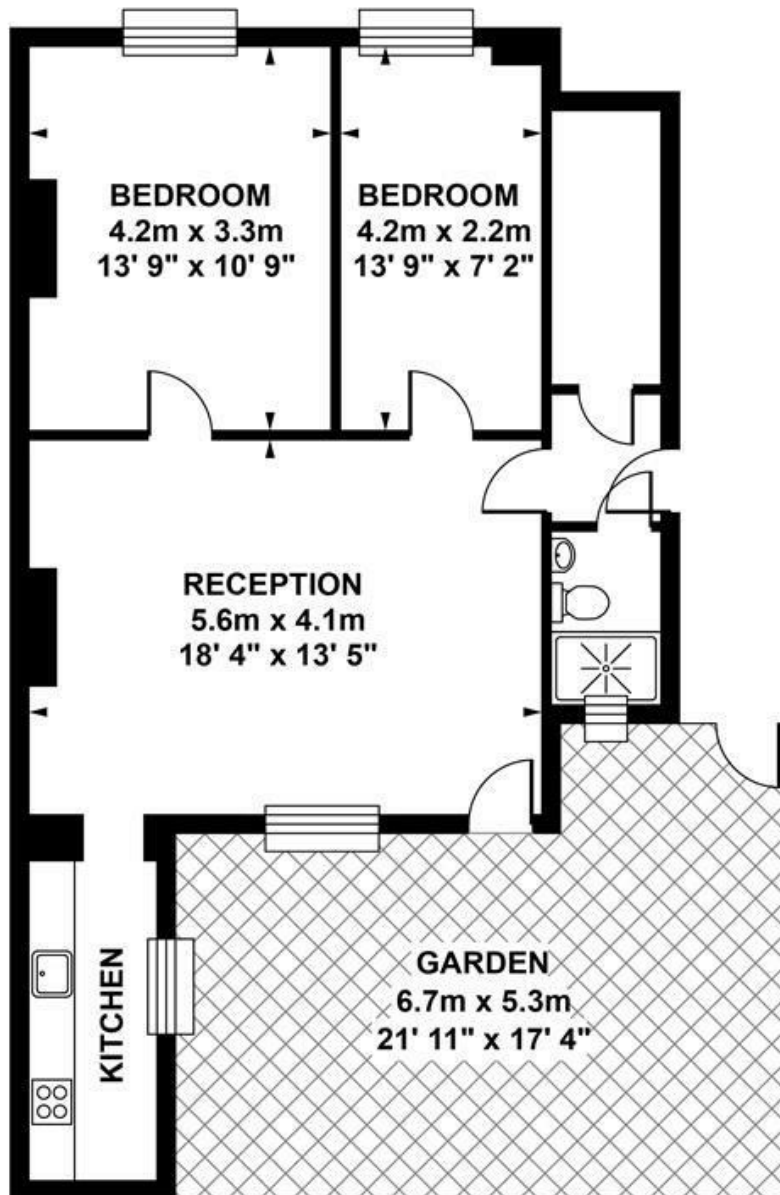 BEDROOM
4.2m x 3.3m
13' 9" x 10' 9"
BEDROOM
4.2m x 2.2m
13' 9" x 7' 2"
RECEPTION
5.6m x 4.1m
18' 4" x 13' 5"
KITCHEN
GARDEN
6.7m x 5.3m
21' 11" x 17' 4"